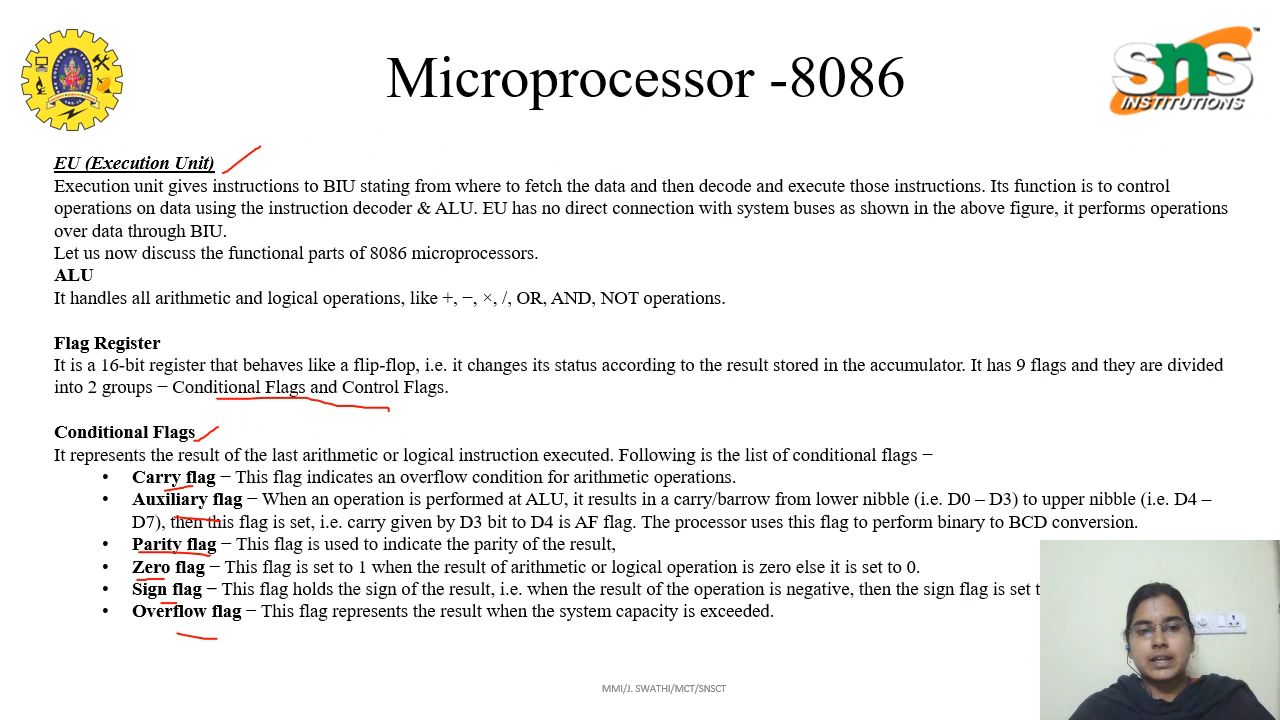 Microprocessor -8086
sns
INSTITUTIONS
EU (Execution Unit)
Execution unit gives instructions to BIU stating from where to fetch the data and then decode and execute those instructions. Its function is to control
operations on data using the instruction decoder & ALU. EU has no direct connection with system buses as shown in the above figure, it performs operations
over data through BIU.
Let us now discuss the functional parts of 8086 microprocessors.
ALU
It handles all arithmetic and logical operations, like +, −, ×, /, OR, AND, NOT operations.
Flag Register
It is a 16-bit register that behaves like a flip-flop, i.e. it changes its status according to the result stored in the accumulator. It has 9 flags and they are divided
into 2 groups − Conditional Flags and Control Flags.
Conditional Flags
It represents the result of the last arithmetic or logical instruction executed. Following is the list of conditional flags −
• Carry flag − This flag indicates an overflow condition for arithmetic operations.
• Auxiliary flag − When an operation is performed at ALU, it results in a carry/barrow from lower nibble (i.e. D0 – D3) to upper nibble (i.e. D4 –
D7), then this flag is set, i.e. carry given by D3 bit to D4 is AF flag. The processor uses this flag to perform binary to BCD conversion.
• Parity flag − This flag is used to indicate the parity of the result,
• Zero flag − This flag is set to 1 when the result of arithmetic or logical operation is zero else it is set to 0.
• Sign flag − This flag holds the sign of the result, i.e. when the result of the operation is negative, then the sign flag is set t
• Overflow flag − This flag represents the result when the system capacity is exceeded.
MMI/J. SWATHI/MCT/SNSCT